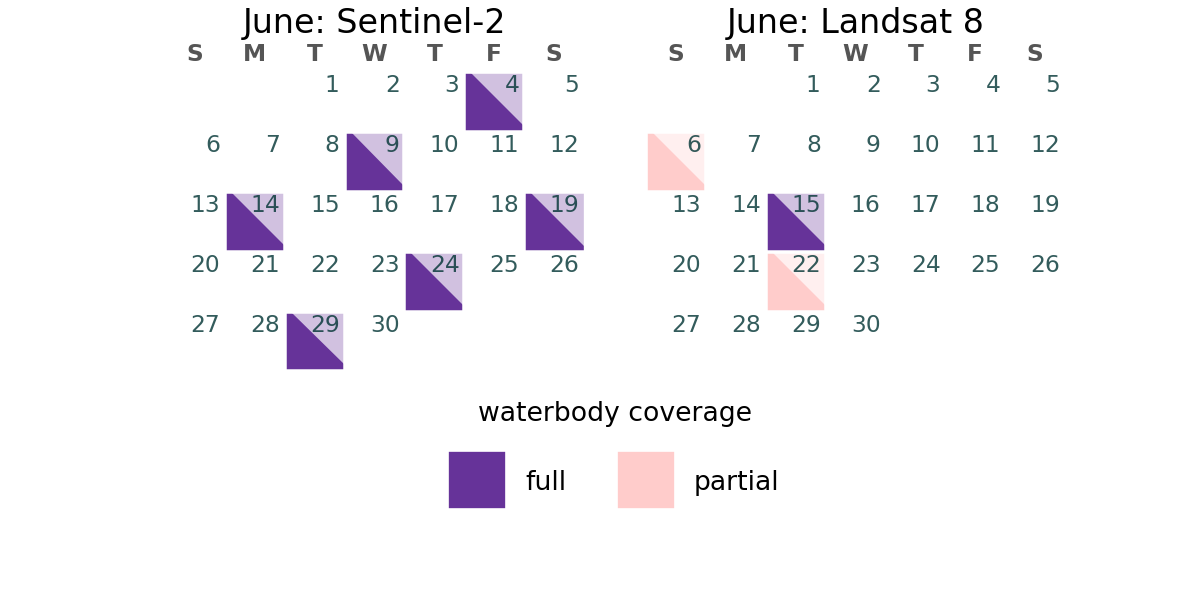 June: Sentinel-2
S M T W T F S
1 2 3 4 5
6 7 8 9 10 11 12
13 14 15 16 17 18 19
20 21 22 23 24 25 26
27 28 29 30
June: Landsat 8
S M T W T F S
1 2 3 4 5
6 7 8 9 10 11 12
13 14 15 16 17 18 19
20 21 22 23 24 25 26
27 28 29 30
waterbody coverage
full partial